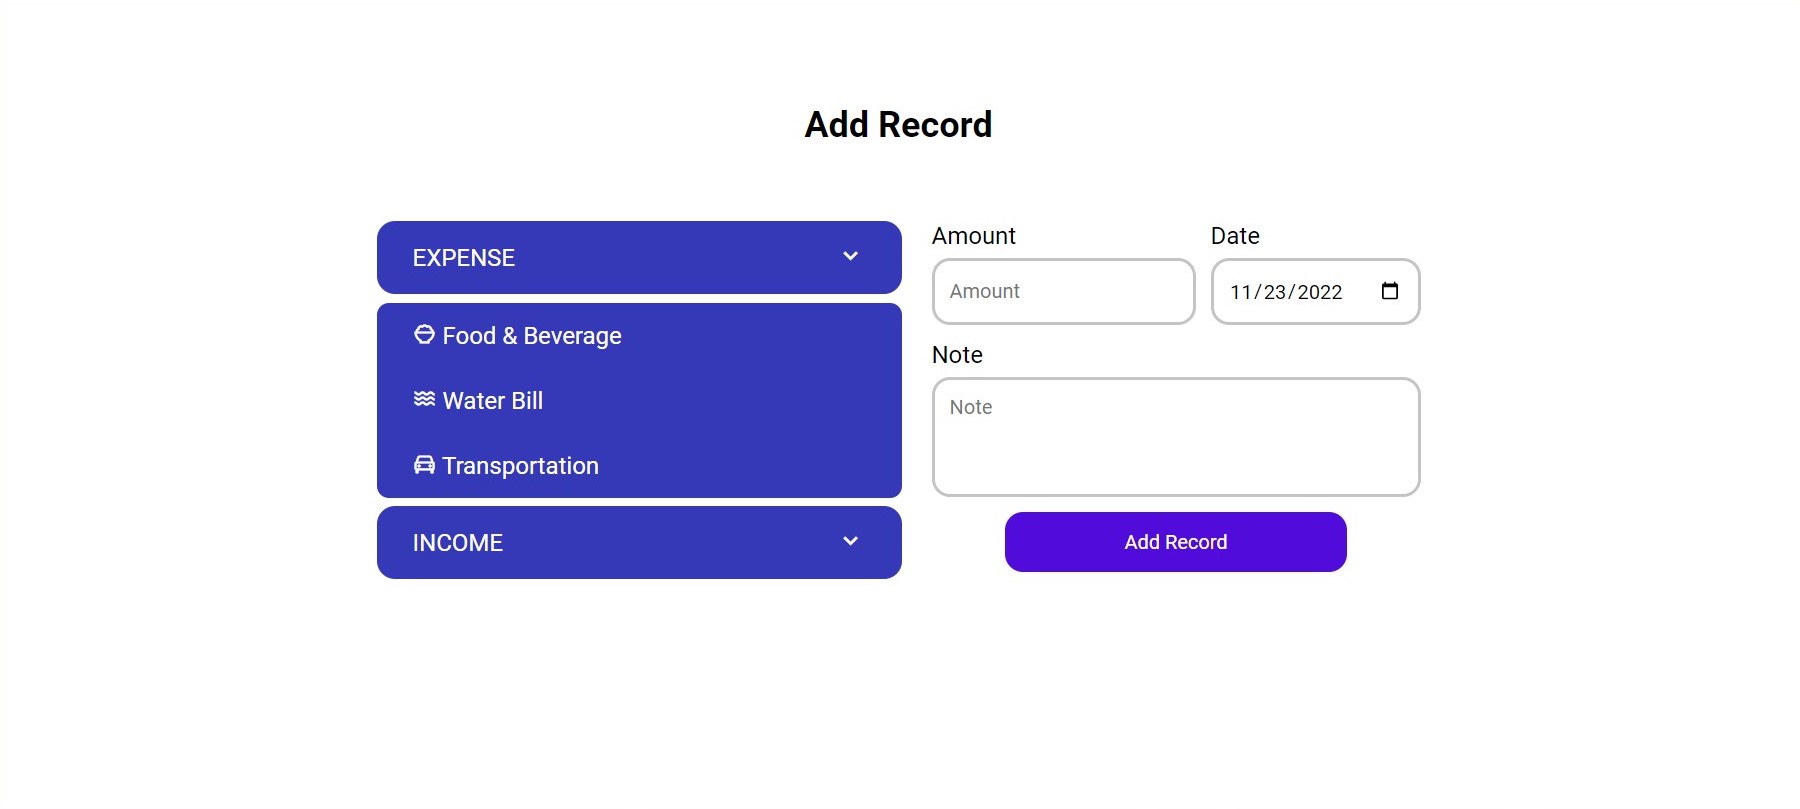 Add Record
EXPENSE
Food & Beverage
Water Bill
Transportation
INCOME
Amount
Amount
Date
11/23/2022
Note
Note
Add Record